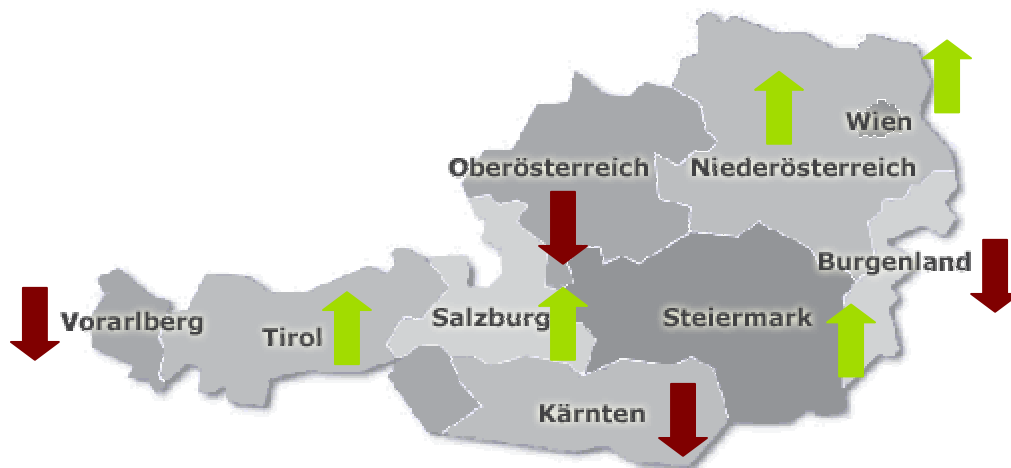 Wien
Oberösterreich
Niederösterreich
Burgenland
Vorarlberg
Tirol
Salzburg
Steiermark
Kärnten